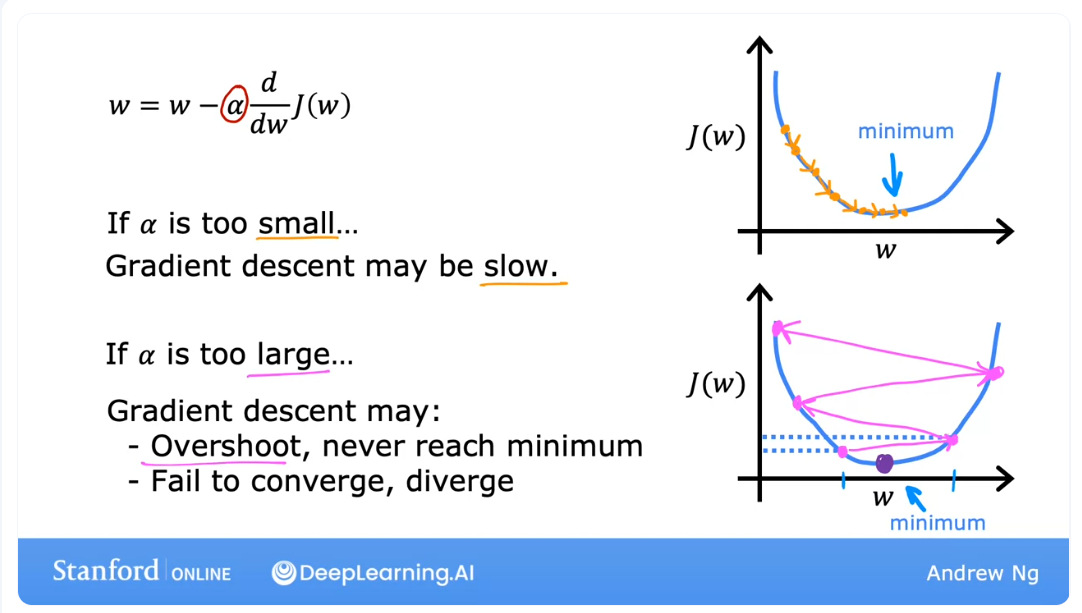 w = w − α d/dw J(w)
If α is too small...
Gradient descent may be slow.
If α is too large...
Gradient descent may:
- Overshoot, never reach minimum
- Fail to converge, diverge
J(w)
minimum
w
J(w)
w
minimum
Stanford ONLINE
DeepLearning.AI
Andrew Ng